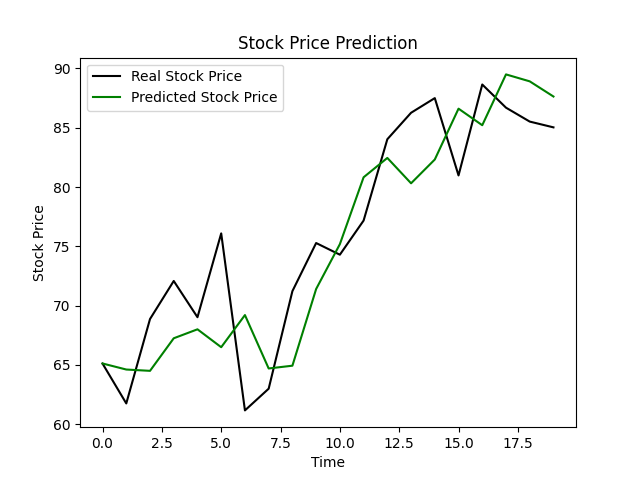 Stock Price Prediction
Real Stock Price
Predicted Stock Price
90
85
80
75
70
65
60
Stock Price
0.0 2.5 5.0 7.5 10.0 12.5 15.0 17.5
Time